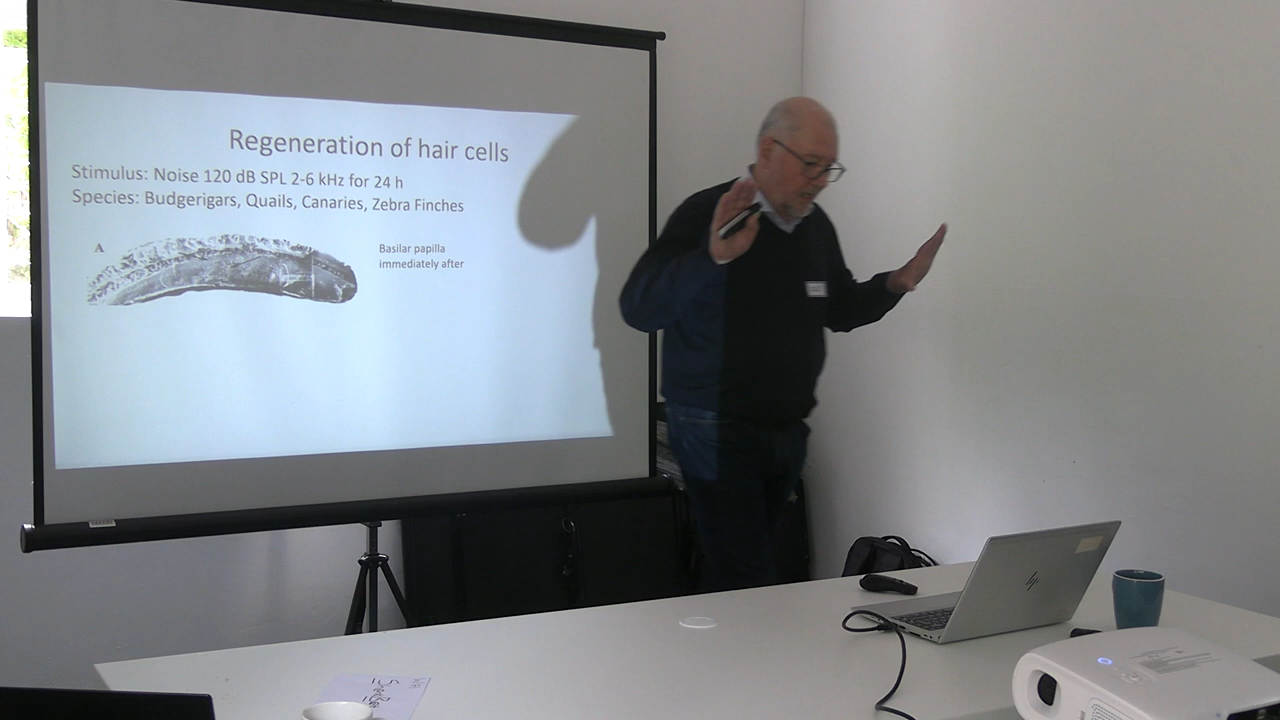 Regeneration of hair cells
Stimulus: Noise 120 dB SPL 2-6 kHz for 24 h
Species: Budgerigars, Quails, Canaries, Zebra Finches
A
Basilar papilla
immediately after
hp